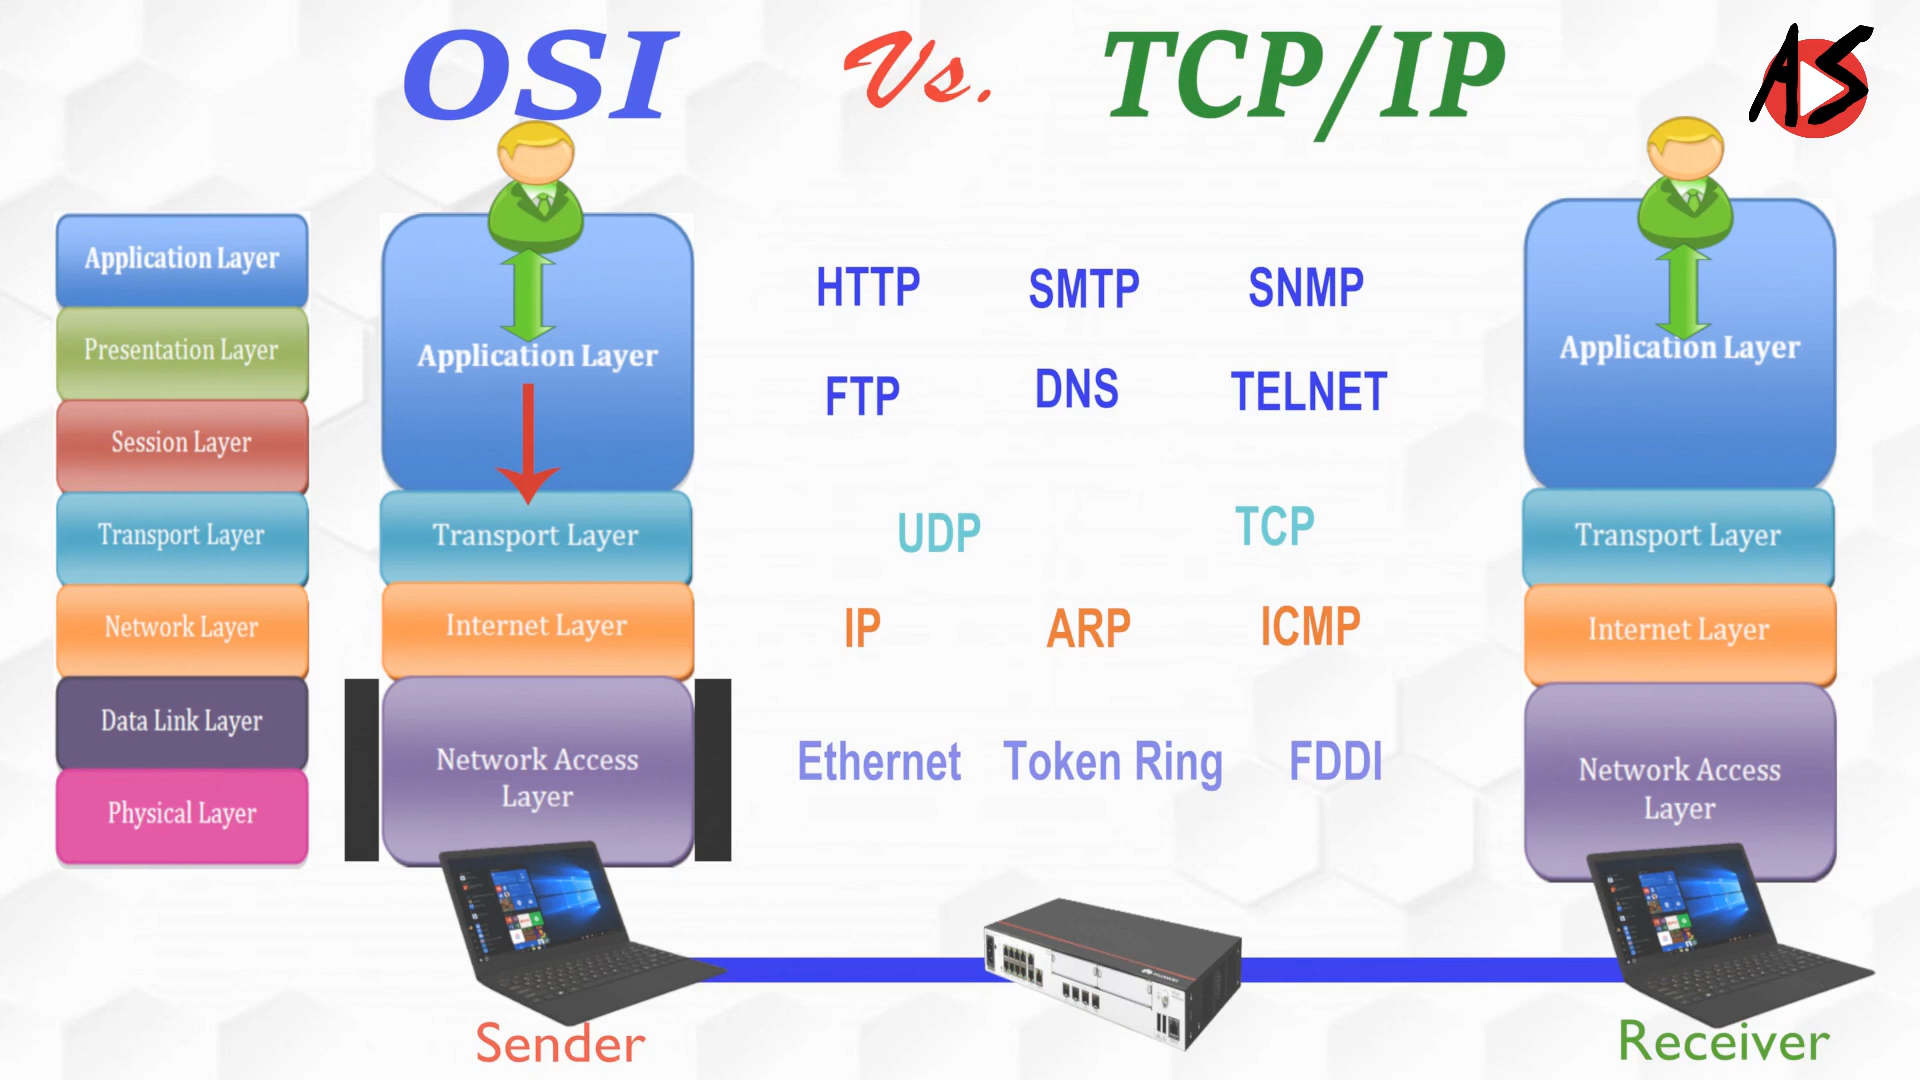 OSI Vs. TCP/IP
AS
Application Layer
Presentation Layer
Session Layer
Transport Layer
Network Layer
Data Link Layer
Physical Layer
Application Layer
Transport Layer
Internet Layer
Network Access
Layer
HTTP SMTP SNMP
FTP DNS TELNET
UDP TCP
IP ARP ICMP
Ethernet Token Ring FDDI
Application Layer
Transport Layer
Internet Layer
Network Access
Layer
Sender
Receiver